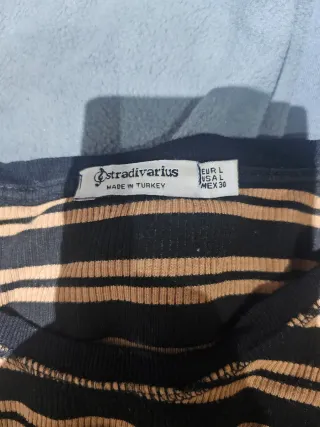 stradivarius
MADE IN TURKEY
EUR L
USA L
MEX 30